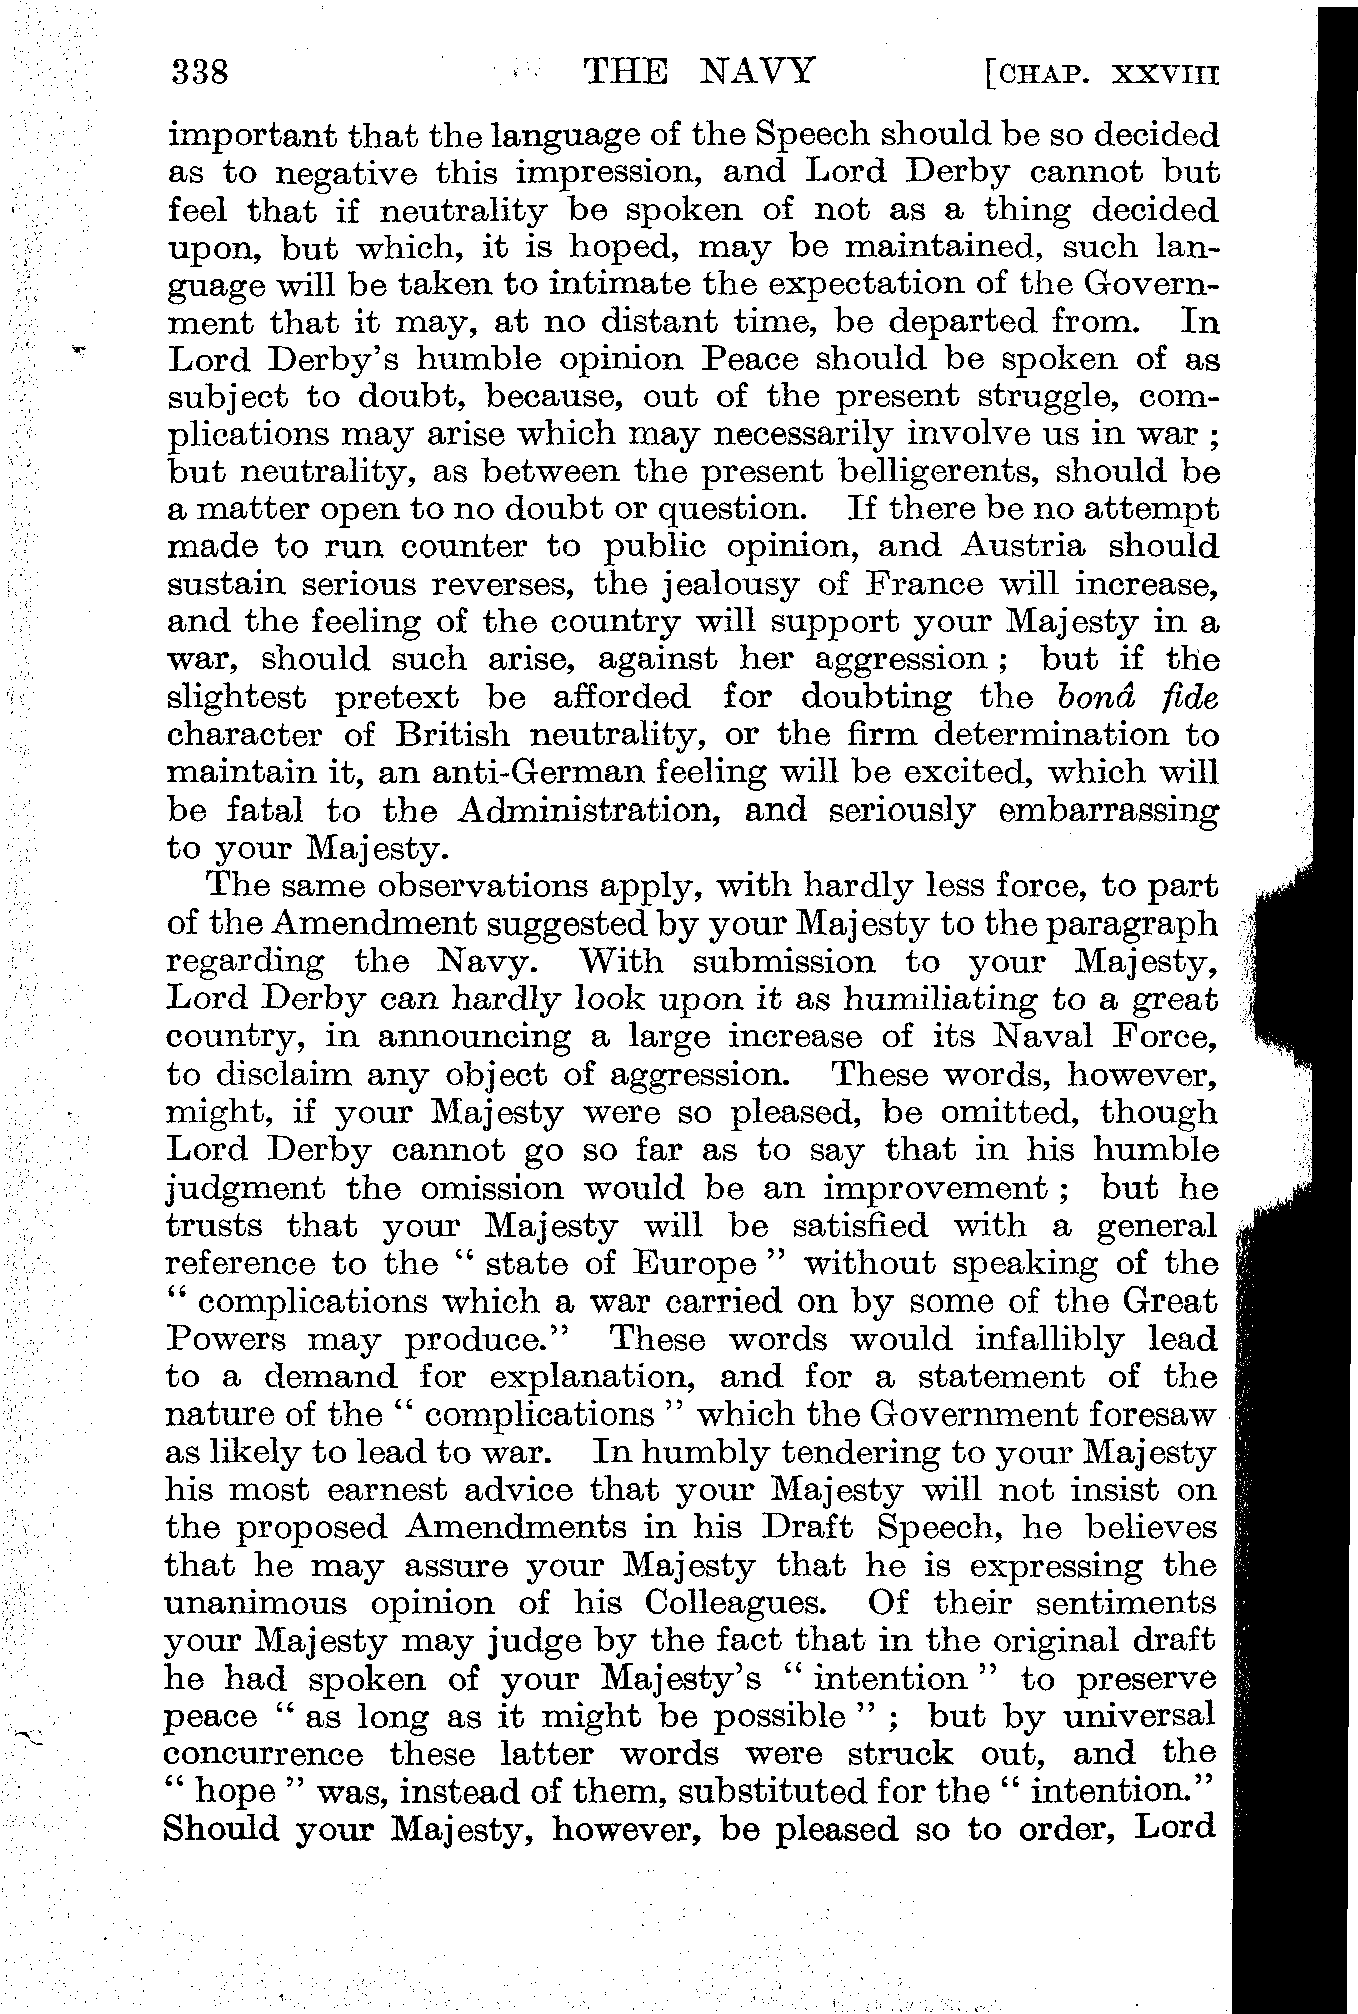 338 THE NAVY [CHAP. XXVIII
important that the language of the Speech should be so decided
as to negative this impression, and Lord Derby cannot but
feel that if neutrality be spoken of not as a thing decided
upon, but which, it is hoped, may be maintained, such lan-
guage will be taken to intimate the expectation of the Govern-
ment that it may, at no distant time, be departed from. In
Lord Derby's humble opinion Peace should be spoken of as
subject to doubt, because, out of the present struggle, com-
plications may arise which may necessarily involve us in war ;
but neutrality, as between the present belligerents, should be
a matter open to no doubt or question. If there be no attempt
made to run counter to public opinion, and Austria should
sustain serious reverses, the jealousy of France will increase,
and the feeling of the country will support your Majesty in a
war, should such arise, against her aggression ; but if the
slightest pretext be afforded for doubting the bonâ fide
character of British neutrality, or the firm determination to
maintain it, an anti-German feeling will be excited, which will
be fatal to the Administration, and seriously embarrassing
to your Majesty.
The same observations apply, with hardly less force, to part
of the Amendment suggested by your Majesty to the paragraph
regarding the Navy. With submission to your Majesty,
Lord Derby can hardly look upon it as humiliating to a great
country, in announcing a large increase of its Naval Force,
to disclaim any object of aggression. These words, however,
might, if your Majesty were so pleased, be omitted, though
Lord Derby cannot go so far as to say that in his humble
judgment the omission would be an improvement ; but he
trusts that your Majesty will be satisfied with a general
reference to the " state of Europe " without speaking of the
" complications which a war carried on by some of the Great
Powers may produce." These words would infallibly lead
to a demand for explanation, and for a statement of the
nature of the " complications " which the Government foresaw
as likely to lead to war. In humbly tendering to your Majesty
his most earnest advice that your Majesty will not insist on
the proposed Amendments in his Draft Speech, he believes
that he may assure your Majesty that he is expressing the
unanimous opinion of his Colleagues. Of their sentiments
your Majesty may judge by the fact that in the original draft
he had spoken of your Majesty's " intention " to preserve
peace " as long as it might be possible " ; but by universal
concurrence these latter words were struck out, and the
" hope " was, instead of them, substituted for the " intention."
Should your Majesty, however, be pleased so to order, Lord